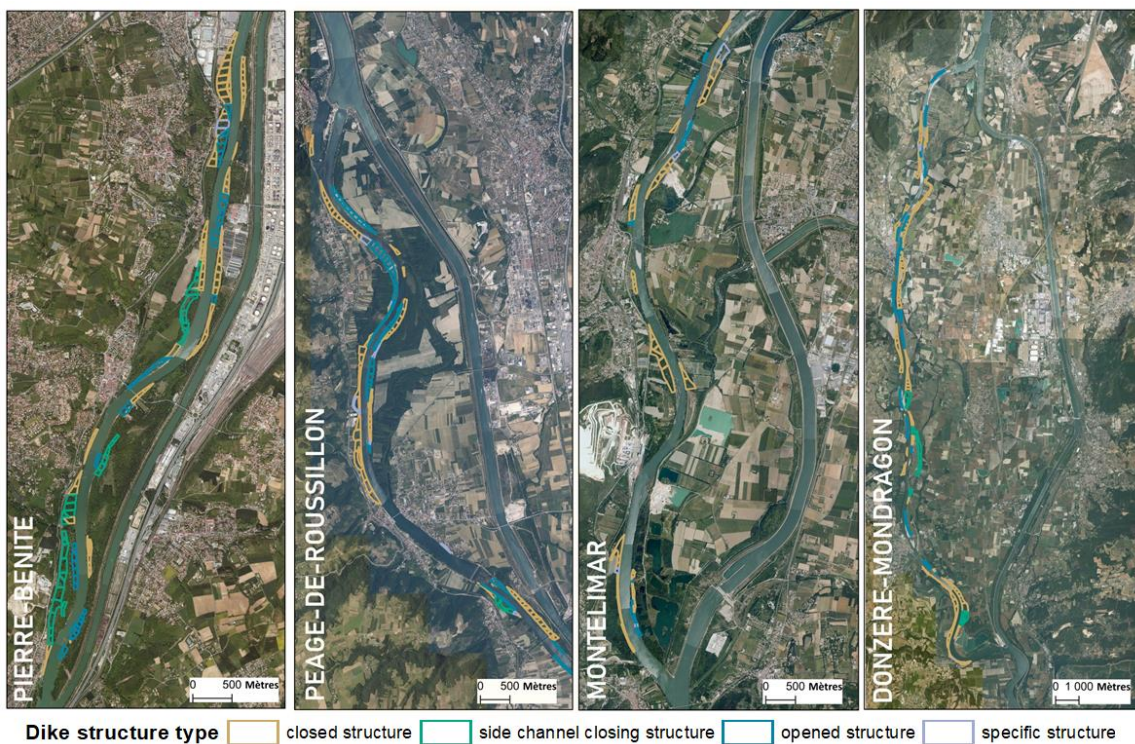 PIERRE-BENITE
0 500 Mètres
PEAGE-DE-ROUSSILLON
0 500 Mètres
MONTELIMAR
0 500 Mètres
DONZERE-MONDRAGON
0 1 000 Mètres
Dike structure type closed structure side channel closing structure opened structure specific structure